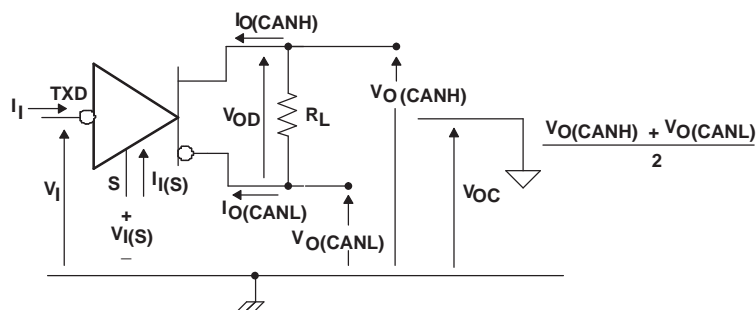 IO(CANH)
TXD
II
VOD
RL
VO(CANH)
VO(CANH) + VO(CANL)
2
VI
S
II(S)
IO(CANL)
VOC
+
VI(S)
–
VO(CANL)